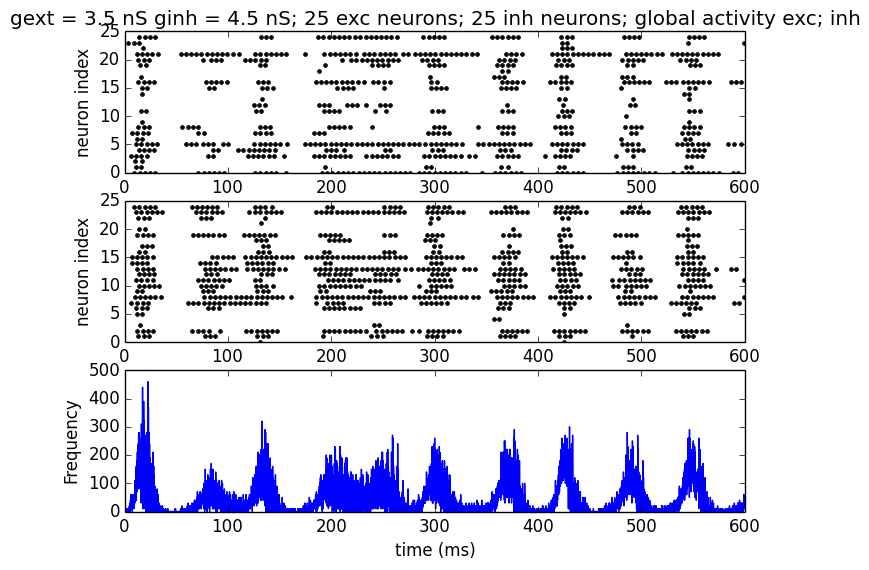 gext = 3.5 nS ginh = 4.5 nS; 25 exc neurons; 25 inh neurons; global activity exc; inh
25
20
15
10
5
0
neuron index
0 100 200 300 400 500 600
25
20
15
10
5
0
neuron index
0 100 200 300 400 500 600
500
400
300
200
100
0
Frequency
0 100 200 300 400 500 600
time (ms)